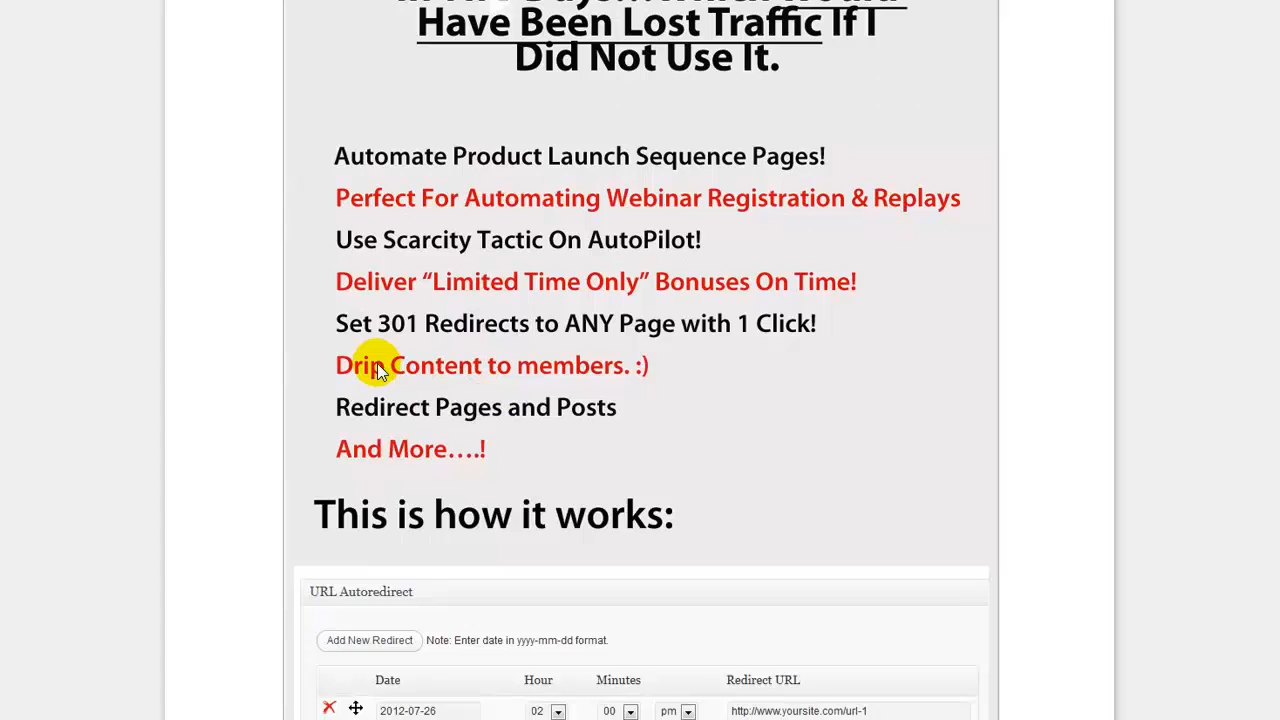 Have Been Lost Traffic If I
Did Not Use It.
Automate Product Launch Sequence Pages!
Perfect For Automating Webinar Registration & Replays
Use Scarcity Tactic On AutoPilot!
Deliver “Limited Time Only” Bonuses On Time!
Set 301 Redirects to ANY Page with 1 Click!
Drip Content to members. :)
Redirect Pages and Posts
And More….!
This is how it works:
URL Autoredirect
Add New Redirect Note: Enter date in yyyy-mm-dd format.
Date Hour Minutes Redirect URL
2012-07-26 02 00 pm http://www.yoursite.com/url-1